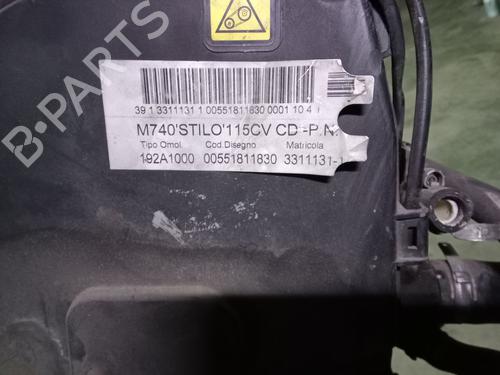 B-PARTS
39 1 3311131 1 00551811830 0001 10 4
M740'STILO'115CV CD -P.N.
Tipo Omol. Cod.Disegno Matricola
192A1000 00551811830 3311131-1